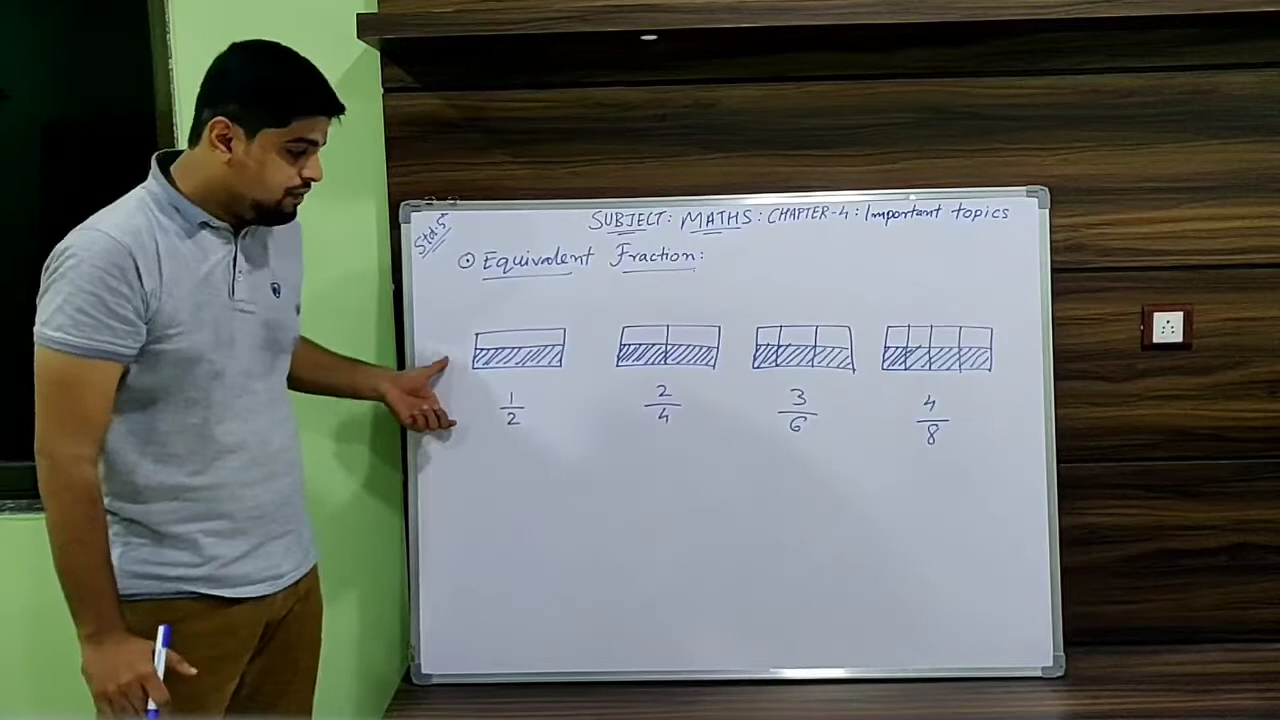 Std. 5
SUBJECT: MATHS: CHAPTER-4: Important topics
⊙ Equivalent Fraction:
1/2 2/4 3/6 4/8